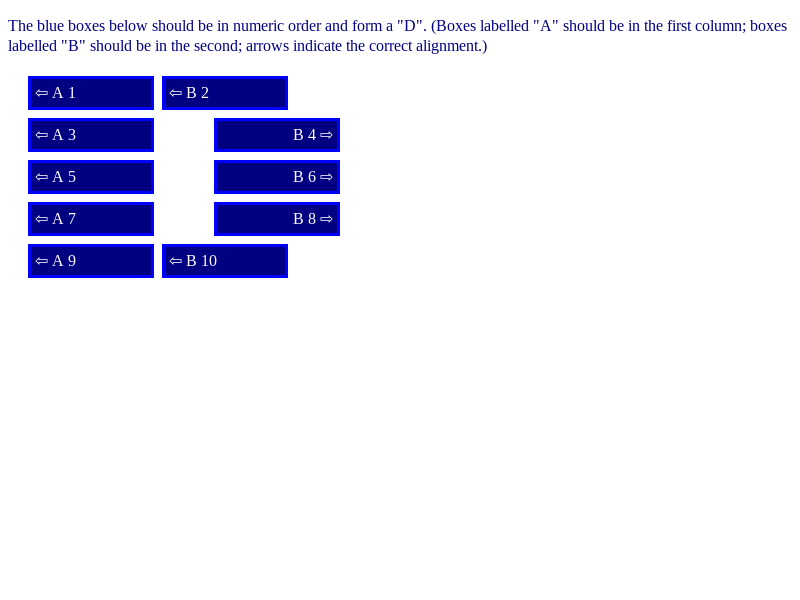 The blue boxes below should be in numeric order and form a "D". (Boxes labelled "A" should be in the first column; boxes
labelled "B" should be in the second; arrows indicate the correct alignment.)
⇦ A 1 ⇦ B 2
⇦ A 3 B 4 ⇨
⇦ A 5 B 6 ⇨
⇦ A 7 B 8 ⇨
⇦ A 9 ⇦ B 10